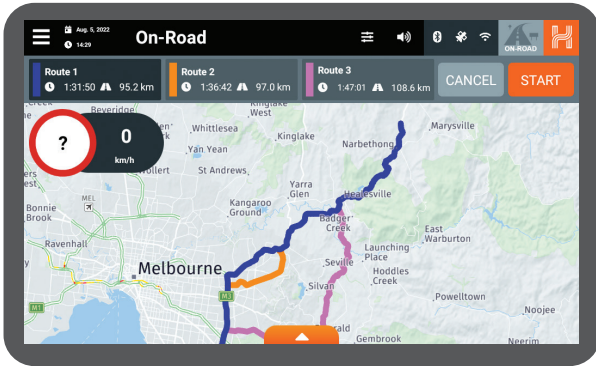 Aug. 5, 2022
14:29
On-Road
ON-ROAD
Route 1
1:31:50 95.2 km
Route 2
1:36:42 97.0 km
Route 3
1:47:01 108.6 km
CANCEL
START
?
0
km/h
Beveridge
Whittlesea
Kinglake
West
Kinglake
Marysville
Narbethong
Yan Yean
St Andrews
Yarra
Glen
Healesville
MEL
Bonnie
Brook
Kangaroo
Ground
Badger
Creek
East
Warburton
Ravenhall
Launching
Place
Melbourne
Seville
Hoddles
Creek
Silvan
M3
M1
Powelltown
Noojee
Gembrook
Neerim